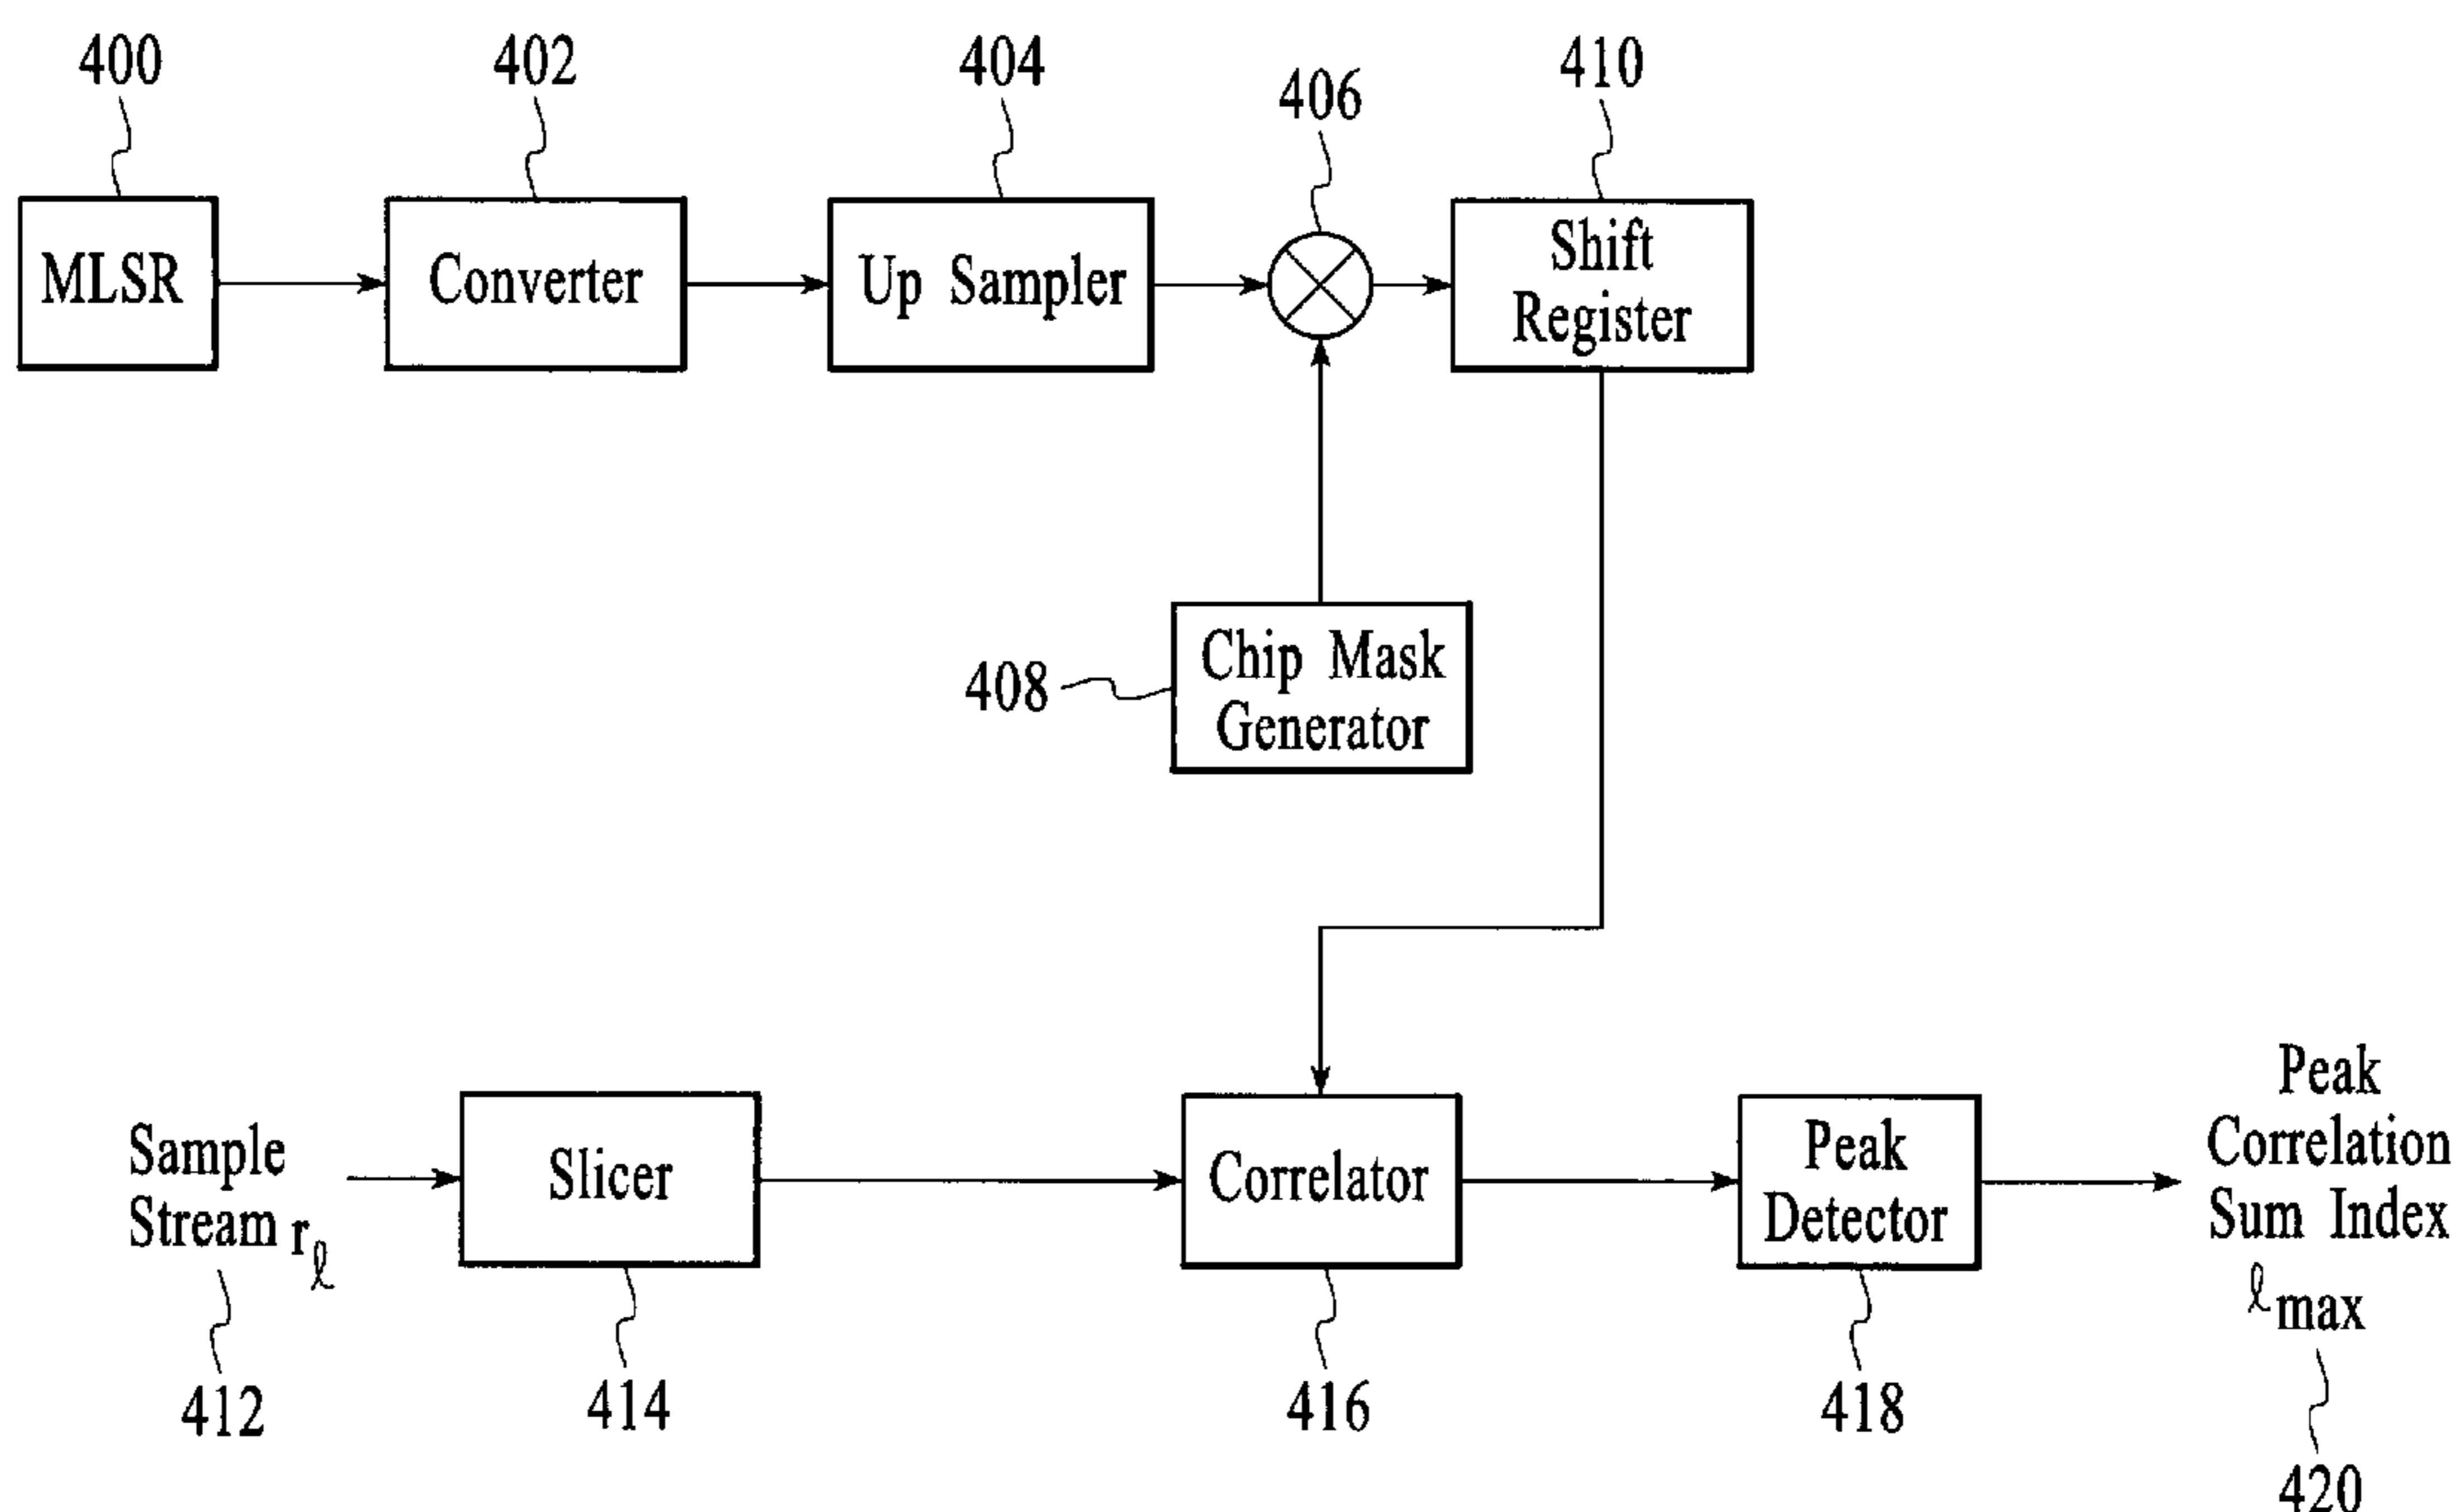 400
402
404
406
410
MLSR
Converter
Up Sampler
Shift
Register
408
Chip Mask
Generator
Sample
Stream rℓ
Slicer
Correlator
Peak
Detector
Peak
Correlation
Sum Index
ℓmax
412
414
416
418
420